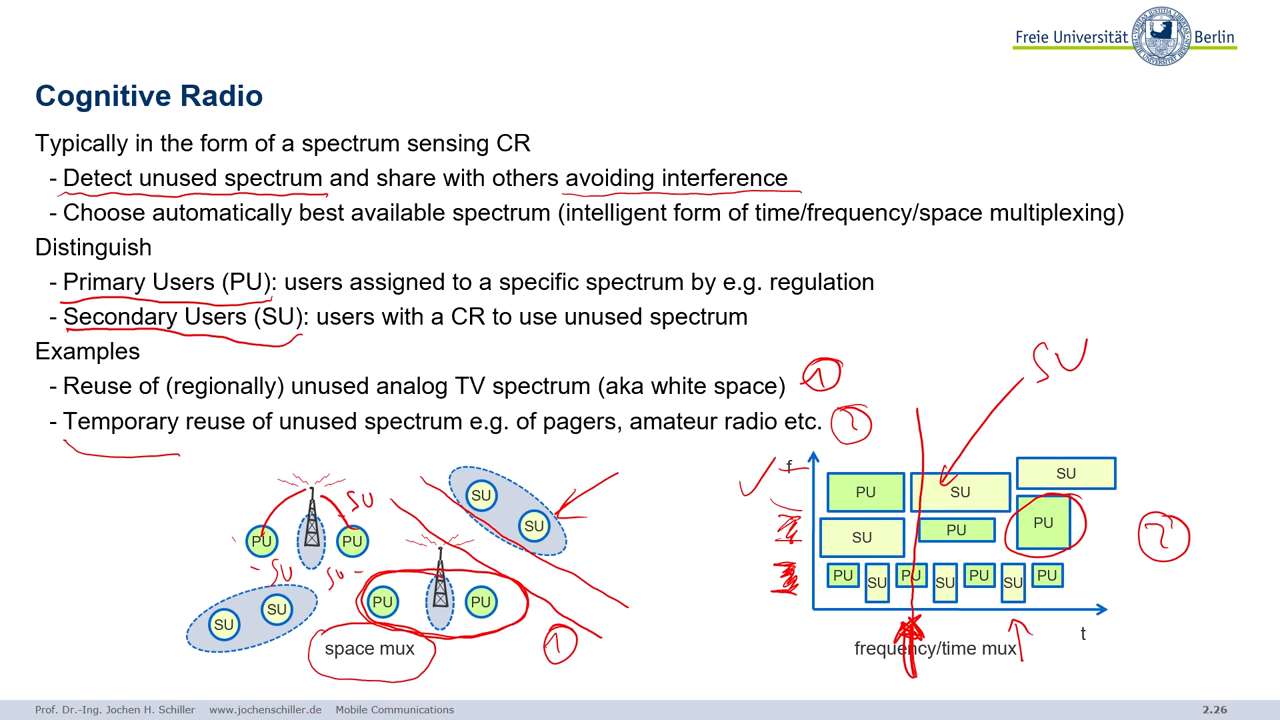 Freie Universität Berlin
Cognitive Radio
Typically in the form of a spectrum sensing CR
- Detect unused spectrum and share with others avoiding interference
- Choose automatically best available spectrum (intelligent form of time/frequency/space multiplexing)
Distinguish
- Primary Users (PU): users assigned to a specific spectrum by e.g. regulation
- Secondary Users (SU): users with a CR to use unused spectrum
Examples
- Reuse of (regionally) unused analog TV spectrum (aka white space) 1
- Temporary reuse of unused spectrum e.g. of pagers, amateur radio etc. 2
SU
SU
SU
SU
PU
PU
SU
SU
SU
SU
PU
PU
space mux
1
f
PU
SU
SU
SU
PU
PU
PU
SU
PU
SU
PU
SU
PU
t
frequency/time mux
2
Prof. Dr.-Ing. Jochen H. Schiller www.jochenschiller.de Mobile Communications 2.26